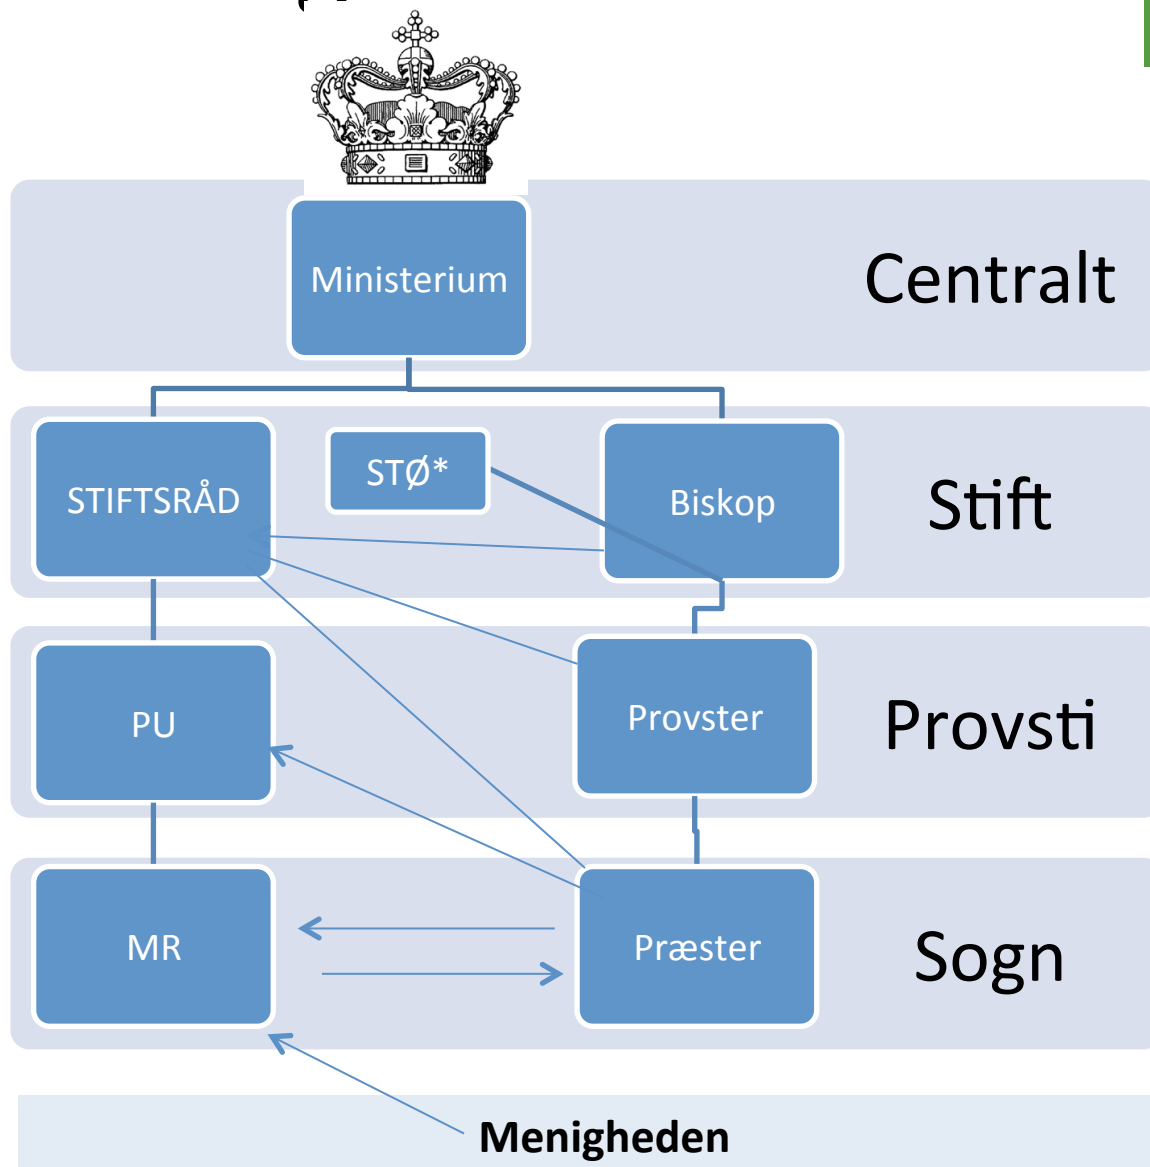 Ministerium
Centralt
STIFTSRÅD
STØ*
Biskop
Stift
PU
Provster
Provsti
MR
Præster
Sogn
Menigheden